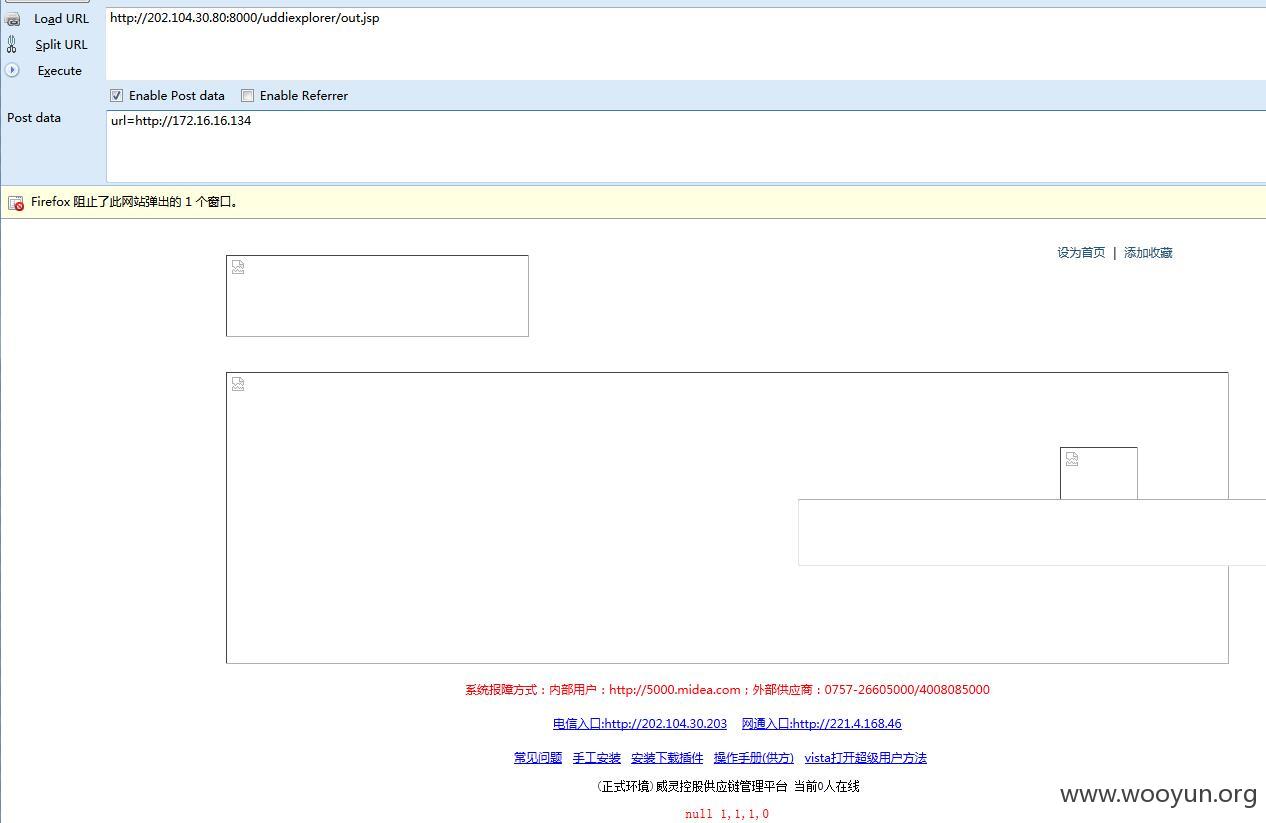 Load URL
http://202.104.30.80:8000/uddiexplorer/out.jsp
Split URL
Execute
Enable Post data Enable Referrer
Post data
url=http://172.16.16.134
Firefox 阻止了此网站弹出的 1 个窗口。
设为首页 | 添加收藏
系统报障方式：内部用户：http://5000.midea.com；外部供应商：0757-26605000/4008085000
电信入口:http://202.104.30.203 网通入口:http://221.4.168.46
常见问题 手工安装 安装下载插件 操作手册(供方) vista打开超级用户方法
(正式环境)威灵控股供应链管理平台 当前0人在线
null 1,1,1,0
www.wooyun.org